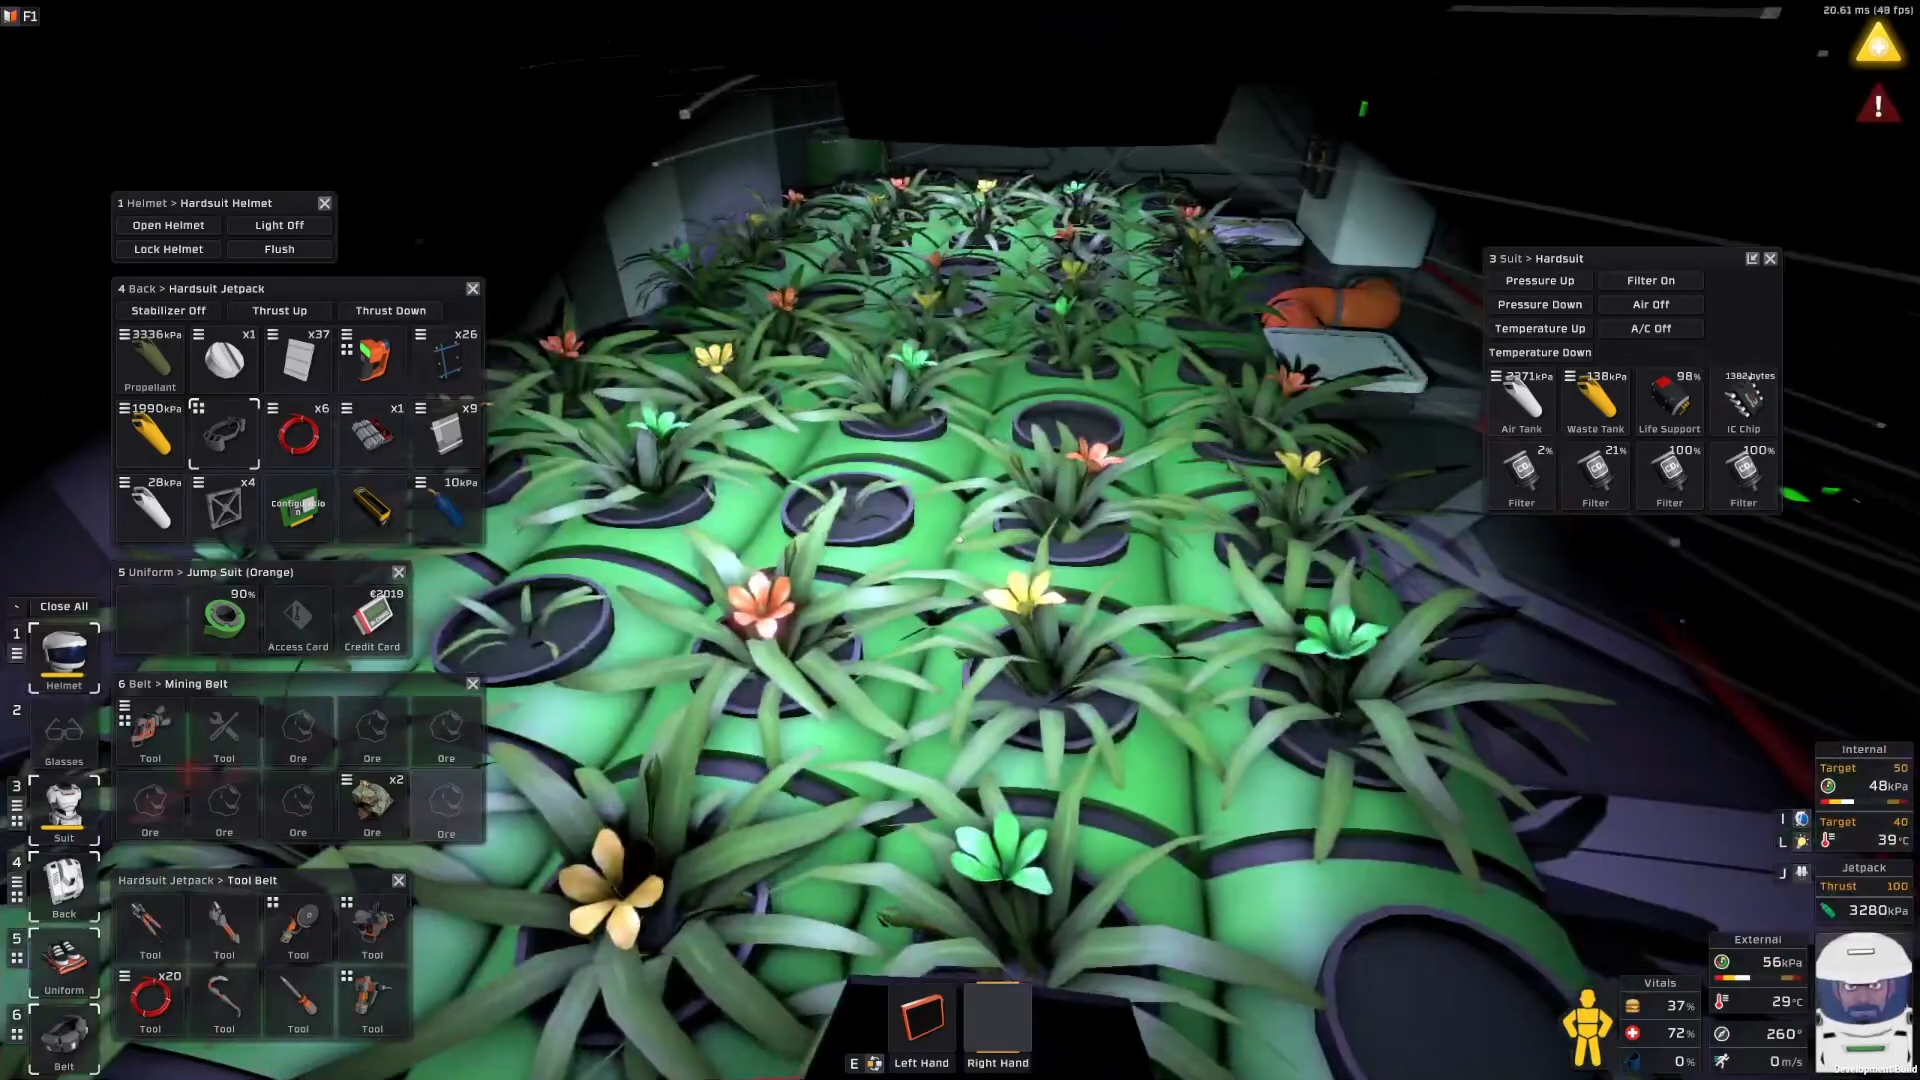 F1
20.61 ms (49 fps)
1 Helmet > Hardsuit Helmet
Open Helmet Light Off
Lock Helmet Flush
4 Back > Hardsuit Jetpack
Stabilizer Off Thrust Up Thrust Down
3336kPa x1 x37 x26
Propellant
1990kPa x6 x1 x9
28kPa x4 10kPa
Configuratio
n
5 Uniform > Jump Suit (Orange)
90% €2019
Access Card Credit Card
6 Belt > Mining Belt
Tool Tool Ore Ore Ore
x2
Ore Ore Ore Ore Ore
Hardsuit Jetpack > Tool Belt
Tool Tool Tool Tool
x20
Tool Tool Tool Tool
Close All
1
Helmet
2
Glasses
3
Suit
4
Back
5
Uniform
6
Belt
3 Suit > Hardsuit
Pressure Up Filter On
Pressure Down Air Off
Temperature Up A/C Off
Temperature Down
2371kPa 138kPa 98% 1382bytes
Air Tank Waste Tank Life Support IC Chip
2% 21% 100% 100%
Filter Filter Filter Filter
Internal
Target 50
48kPa
Target 40
39°C
I
L
J
Jetpack
Thrust 100
3280kPa
External
56kPa
29°C
260°
0m/s
Vitals
37%
72%
0%
E Left Hand Right Hand
Development Build